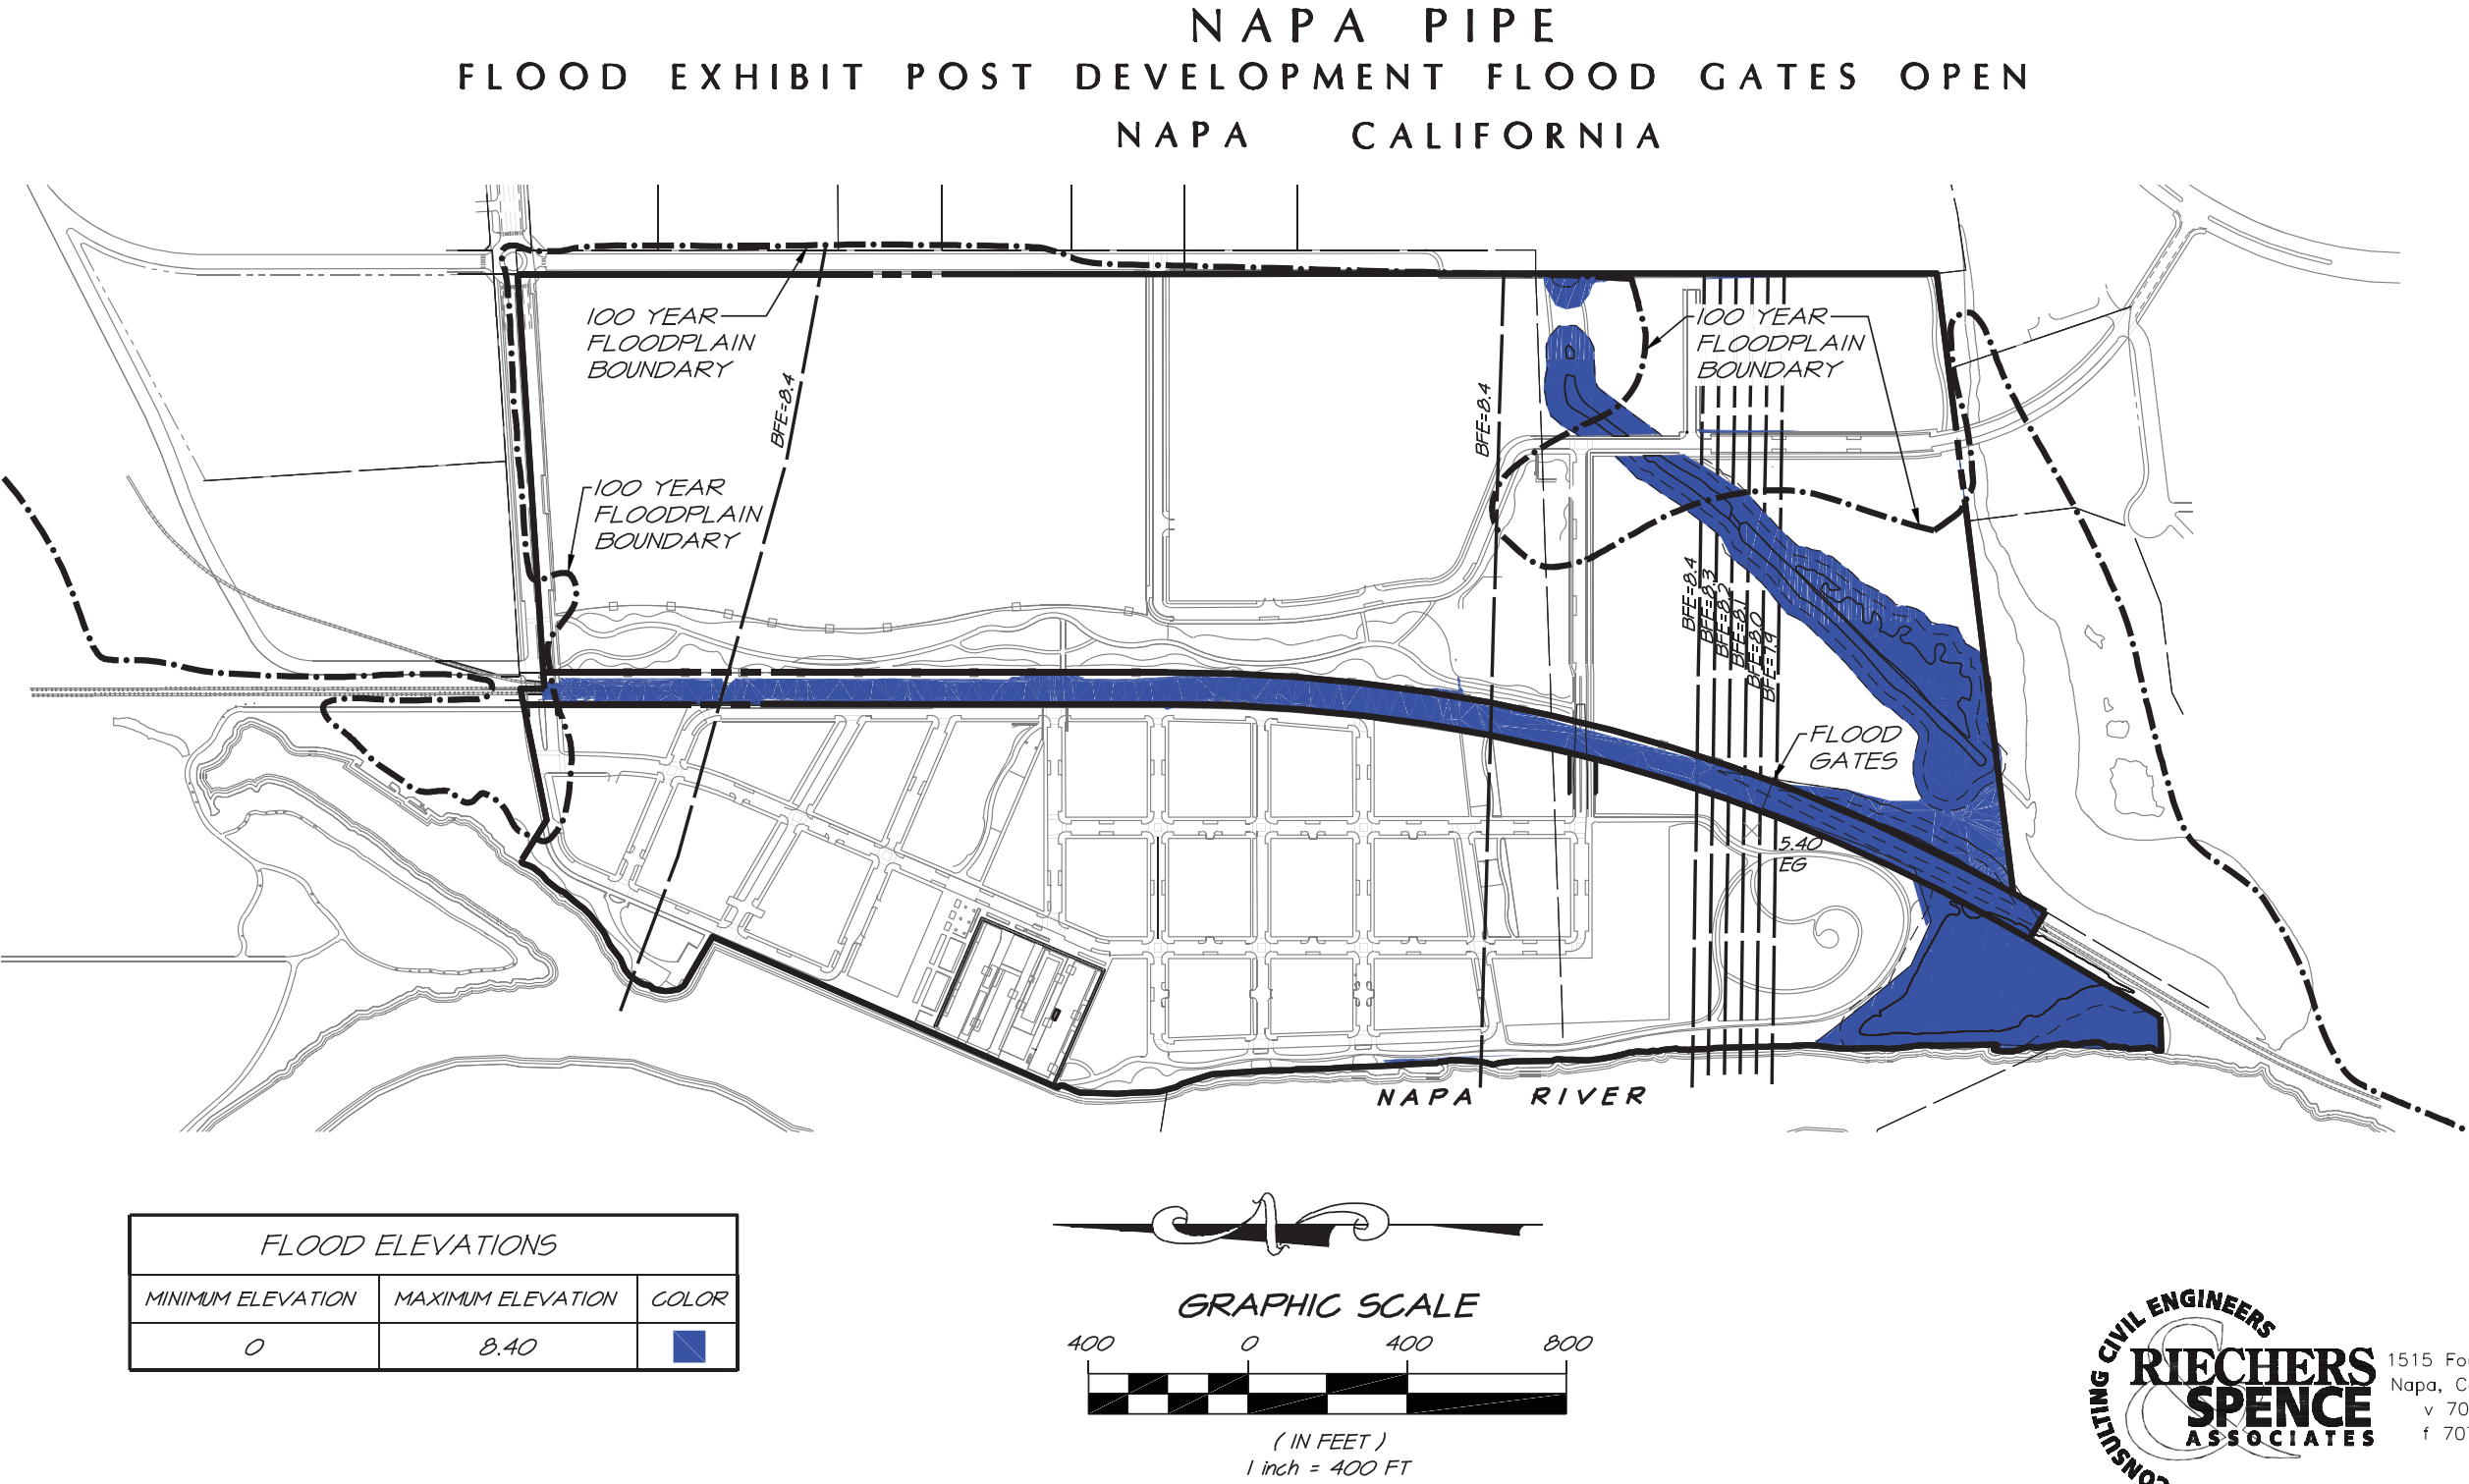 NAPA PIPE
FLOOD EXHIBIT POST DEVELOPMENT FLOOD GATES OPEN
NAPA CALIFORNIA
100 YEAR
FLOODPLAIN
BOUNDARY
100 YEAR
FLOODPLAIN
BOUNDARY
BFE=8.4
BFE=8.4
100 YEAR
FLOODPLAIN
BOUNDARY
BFE=8.4
BFE=8.3
BFE=8.2
BFE=8.1
BFE=8.0
BFE=7.9
FLOOD
GATES
5.40
EG
NAPA RIVER
FLOOD ELEVATIONS
MINIMUM ELEVATION MAXIMUM ELEVATION COLOR
0 8.40
GRAPHIC SCALE
400 0 400 800
( IN FEET )
1 inch = 400 FT
CONSULTING CIVIL ENGINEERS
RIECHERS
&
SPENCE
ASSOCIATES
1515
Napa,
v 70
f